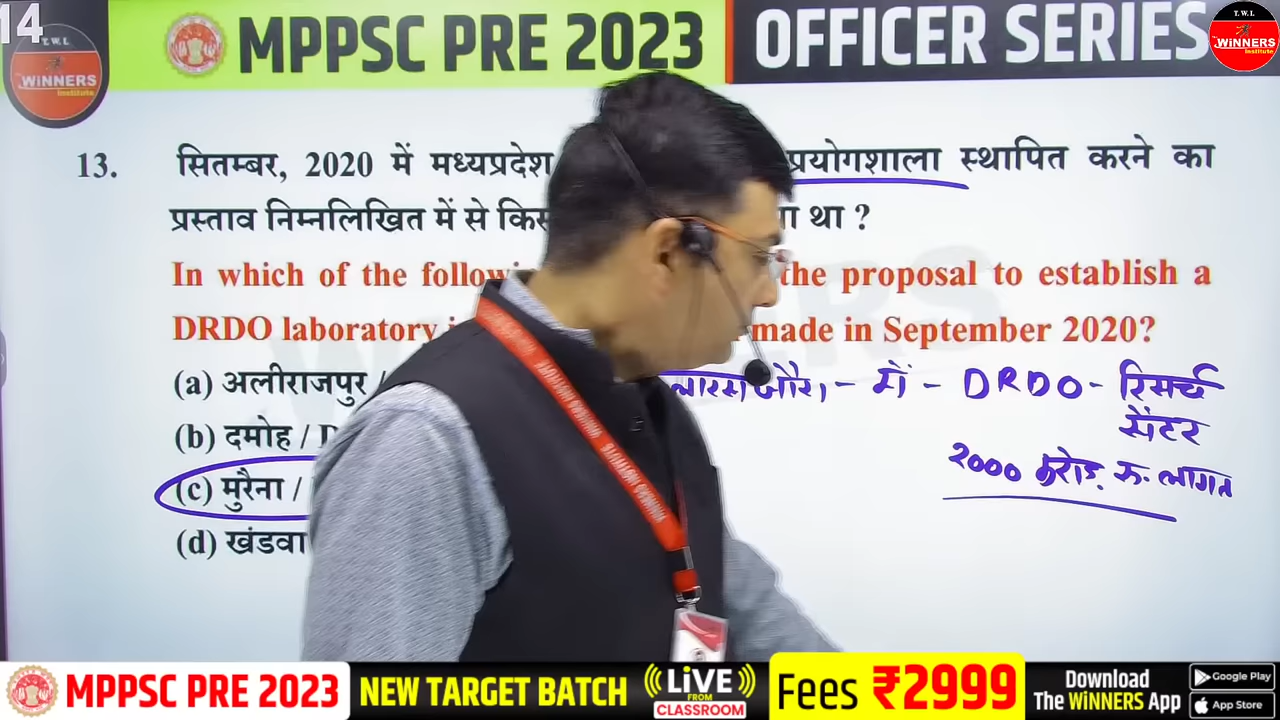 14
T.W.I.
WiNNERS
Institute
MPPSC PRE 2023
OFFICER SERIES
T.W.I.
WiNNERS
Institute
13. सितम्बर, 2020 में मध्यप्रदेश प्रयोगशाला स्थापित करने का
प्रस्ताव निम्नलिखित में से किस था ?
In which of the the proposal to establish a
DRDO laboratory made in September 2020?
(a) अलीराजपुर /
में - DRDO - रिसर्च
सेंटर
(b) दमोह /
2000 करोड़ रु. लागत
(c) मुरैना /
(d) खंडवा
MPPSC PRE 2023
NEW TARGET BATCH
LiVE
FROM
CLASSROOM
Fees ₹2999
Download
The WiNNERS App
Google Play
App Store